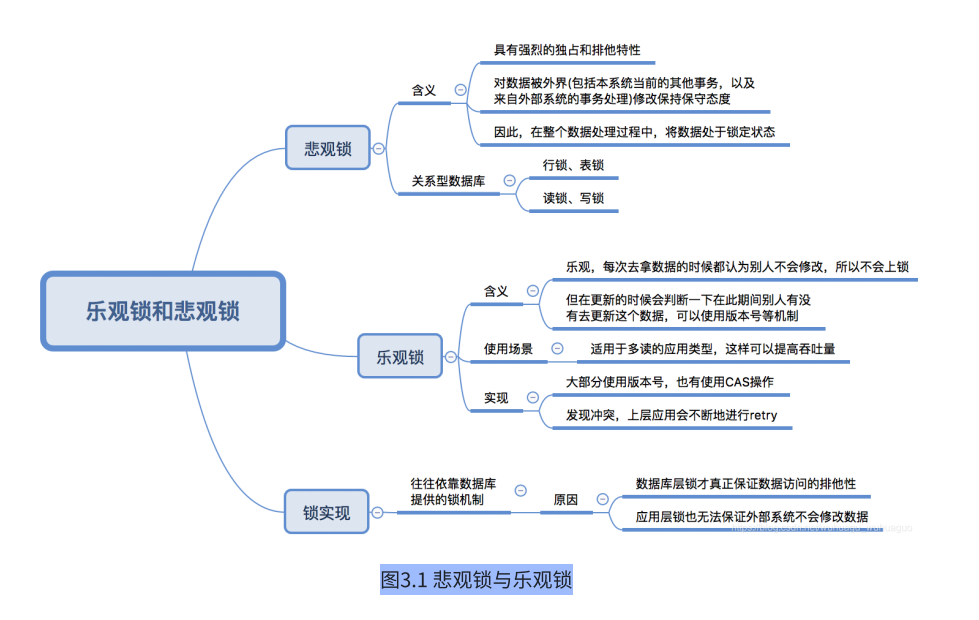 乐观锁和悲观锁
悲观锁
含义
具有强烈的独占和排他特性
对数据被外界(包括本系统当前的其他事务，以及
来自外部系统的事务处理)修改保持保守态度
因此，在整个数据处理过程中，将数据处于锁定状态
关系型数据库
行锁、表锁
读锁、写锁
乐观锁
含义
乐观，每次去拿数据的时候都认为别人不会修改，所以不会上锁
但在更新的时候会判断一下在此期间别人有没
有去更新这个数据，可以使用版本号等机制
使用场景
适用于多读的应用类型，这样可以提高吞吐量
实现
大部分使用版本号，也有使用CAS操作
发现冲突，上层应用会不断地进行retry
锁实现
往往依靠数据库
提供的锁机制
原因
数据库层锁才真正保证数据访问的排他性
应用层锁也无法保证外部系统不会修改数据
图3.1 悲观锁与乐观锁